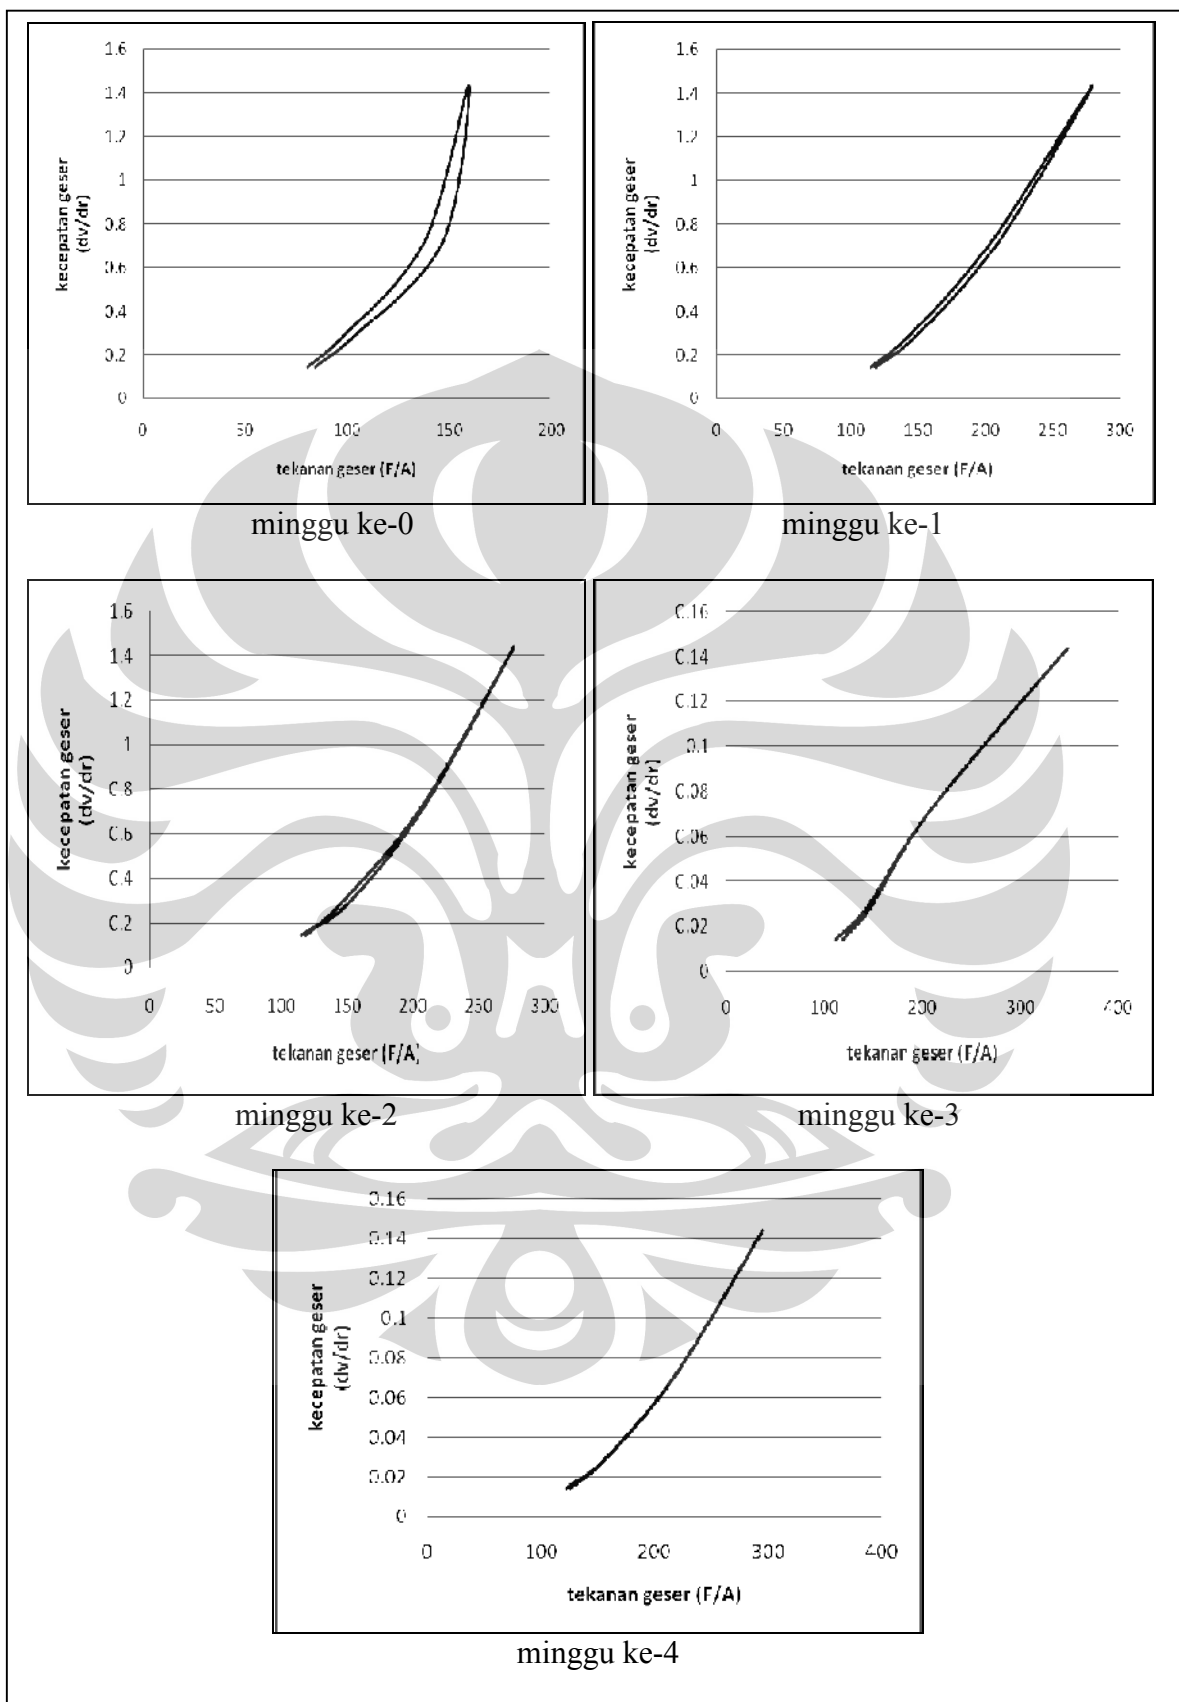 1.6
1.4
1.2
1
0.8
0.6
0.4
0.2
0
kecepatan geser
(dv/dr)
0 50 100 150 200
tekanan geser (F/A)
minggu ke-0
1.6
1.4
1.2
1
0.8
0.6
0.4
0.2
0
kecepatan geser
(dv/dr)
0 50 100 150 200 250 300
tekanan geser (F/A)
minggu ke-1
1.6
1.4
1.2
1
0.8
0.6
0.4
0.2
0
kecepatan geser
(dv/dr)
0 50 100 150 200 250 300
tekanan geser (F/A)
minggu ke-2
0.16
0.14
0.12
0.1
0.08
0.06
0.04
0.02
0
kecepatan geser
(dv/dr)
0 100 200 300 400
tekanan geser (F/A)
minggu ke-3
0.16
0.14
0.12
0.1
0.08
0.06
0.04
0.02
0
kecepatan geser
(dv/dr)
0 100 200 300 400
tekanan geser (F/A)
minggu ke-4